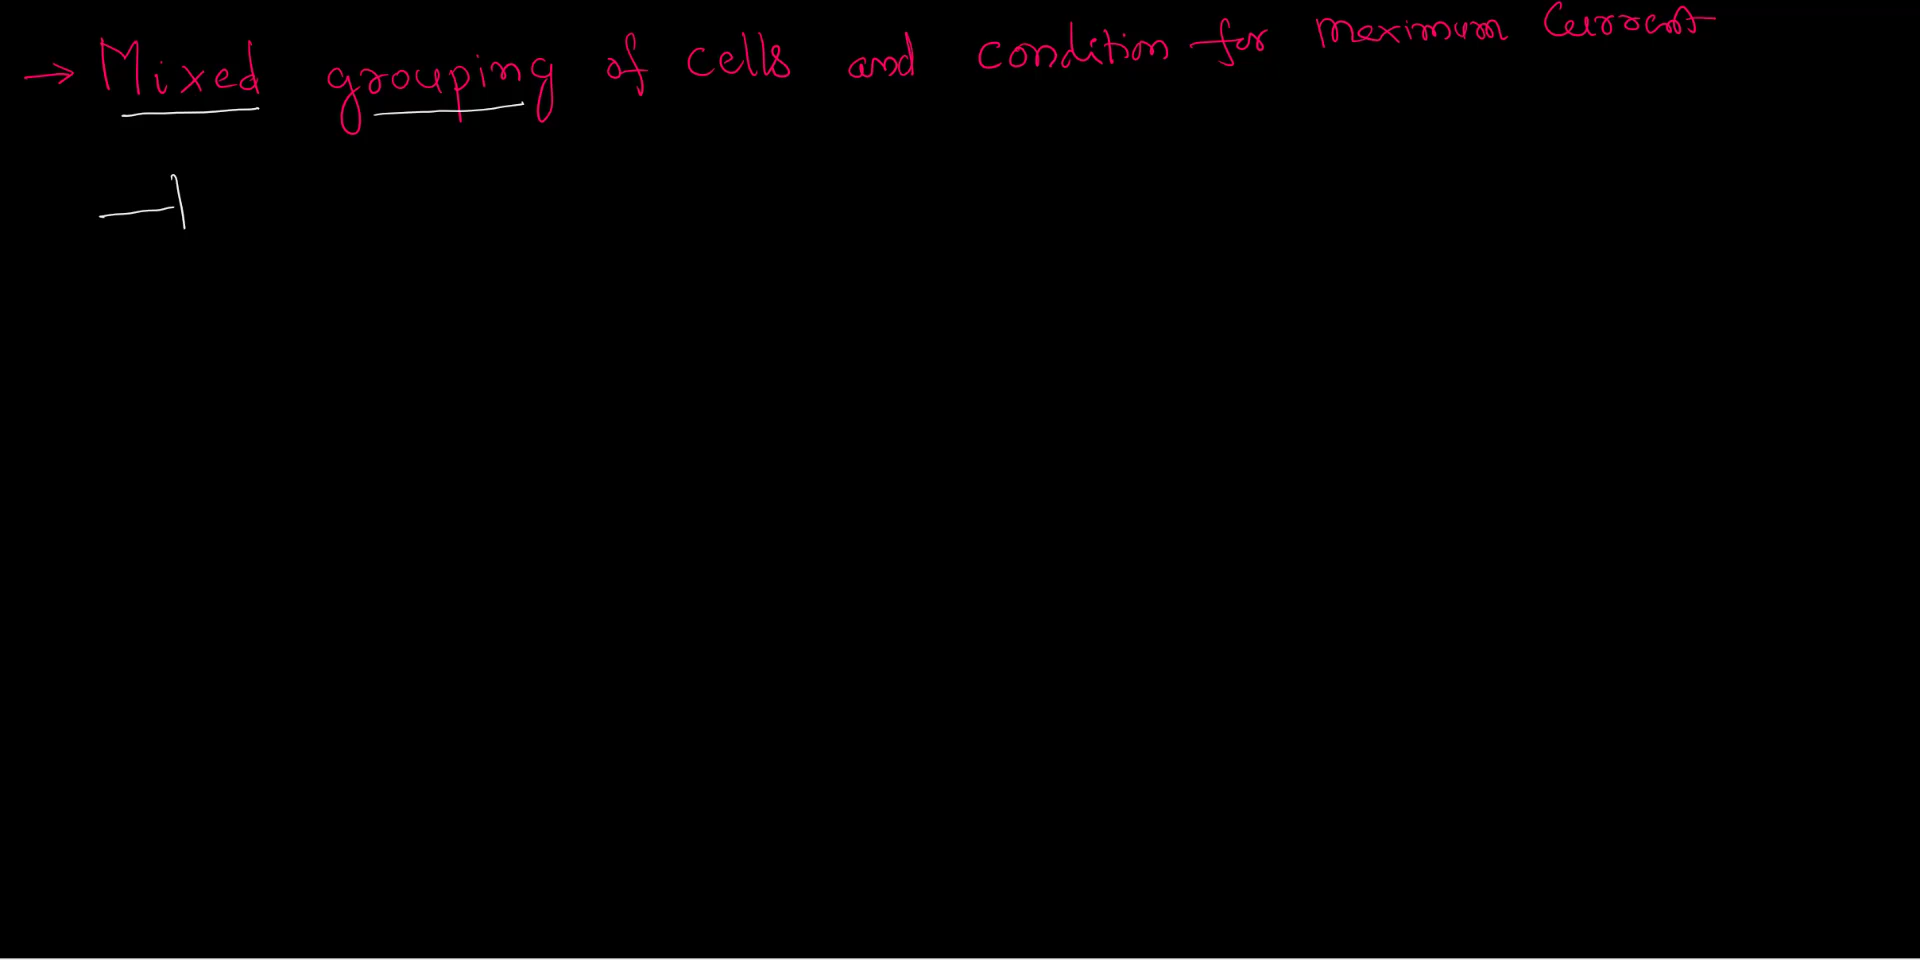 → Mixed grouping of cells and condition for maximum Current